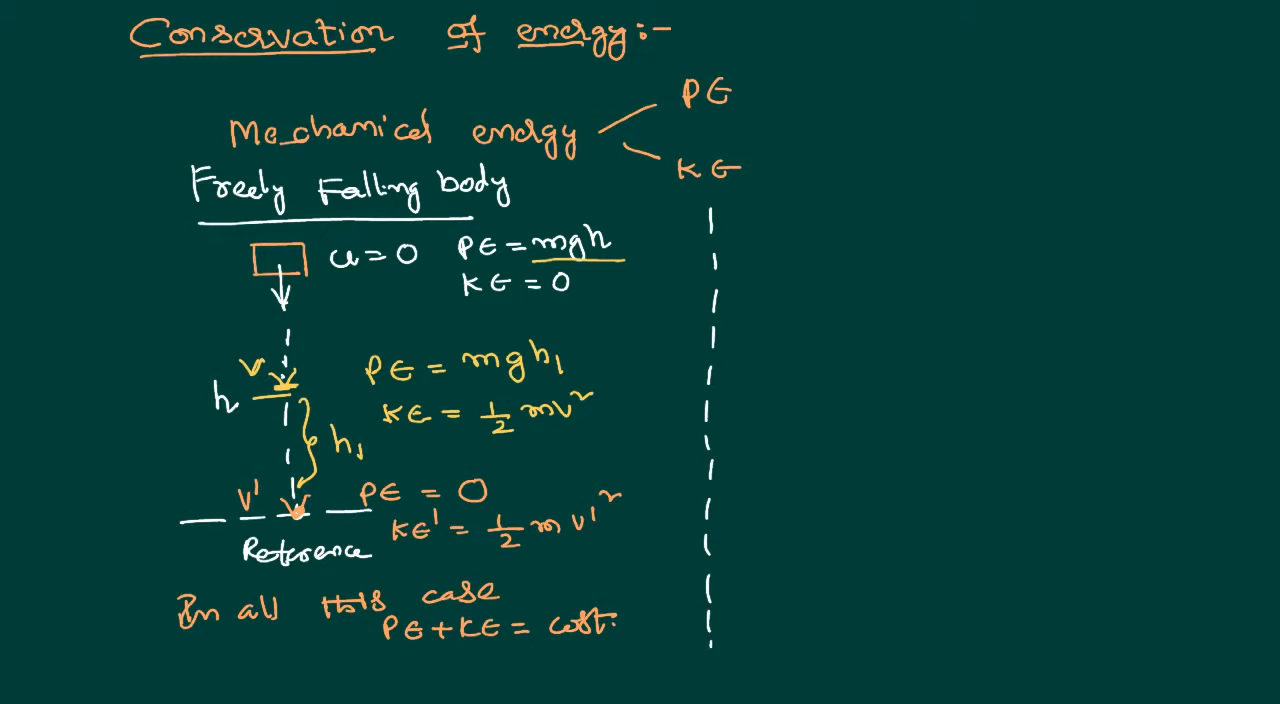 Conservation of energy:-
PE
Mechanical energy
KE
Freely Falling body
u = 0 PE = mgh
KE = 0
v PE = mgh₁
h KE = 1/2 mv²
h₁
v' PE = 0
KE' = 1/2 mv'²
Reference
In all this case
PE + KE = cost.